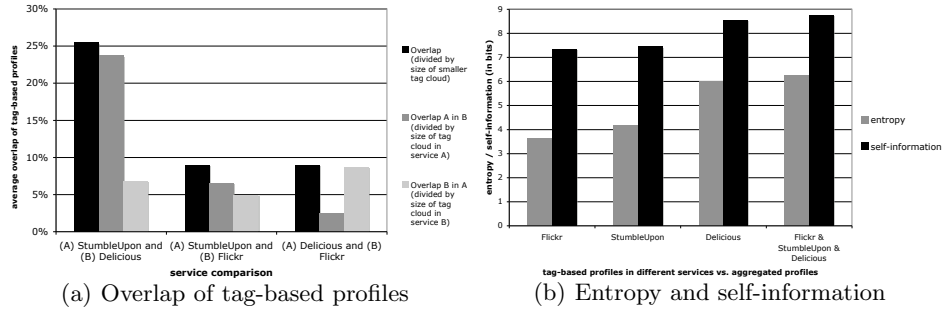 30%
25%
20%
15%
10%
5%
0%
average overlap of tag-based profiles
(A) StumbleUpon and
(B) Delicious
(A) StumbleUpon and
(B) Flickr
(A) Delicious and (B)
Flickr
service comparison
Overlap
(divided by
size of smaller
tag cloud)
Overlap A in B
(divided by
size of tag
cloud in
service A)
Overlap B in A
(divided by
size of tag
cloud in
service B)
(a) Overlap of tag-based profiles
9
8
7
6
5
4
3
2
1
0
entropy / self-information (in bits)
Flickr
StumbleUpon
Delicious
Flickr &
StumbleUpon &
Delicious
tag-based profiles in different services vs. aggregated profiles
entropy
self-information
(b) Entropy and self-information